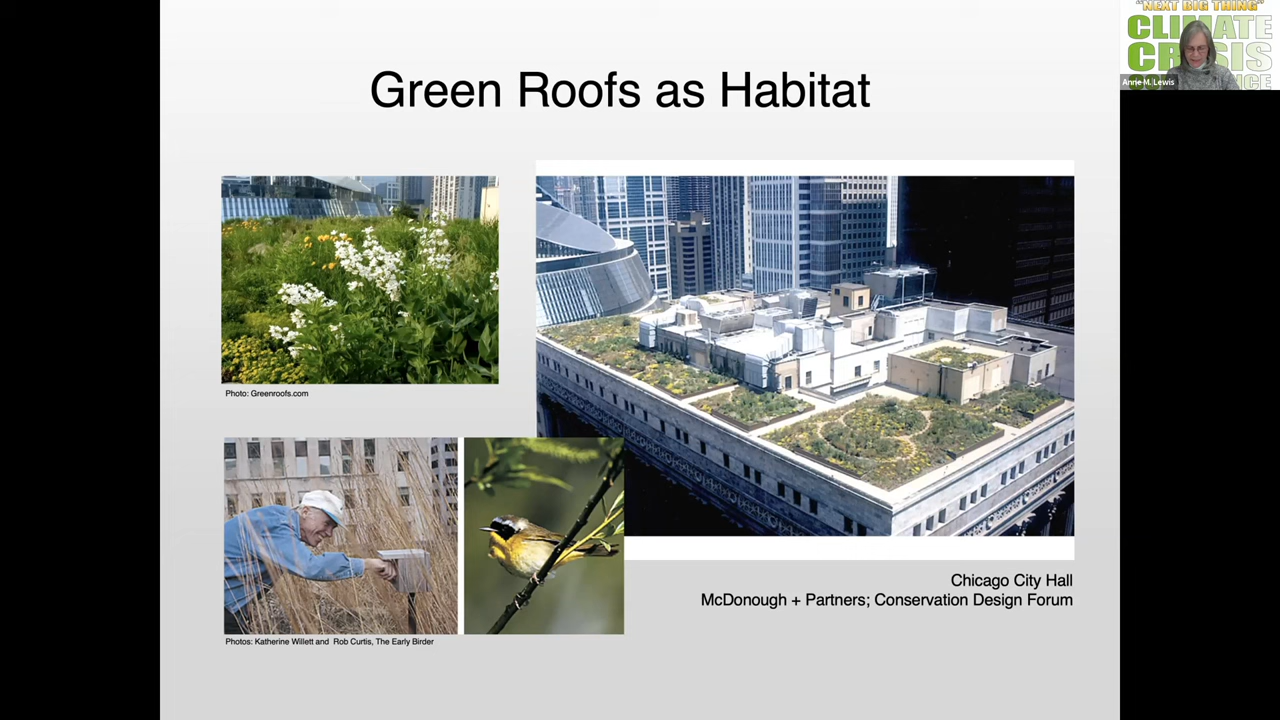 Green Roofs as Habitat
"NEXT BIG THING"
CLIMATE
CRISIS
Anne M. Lewis
Photo: Greenroofs.com
Chicago City Hall
McDonough + Partners; Conservation Design Forum
Photos: Katherine Willett and Rob Curtis, The Early Birder